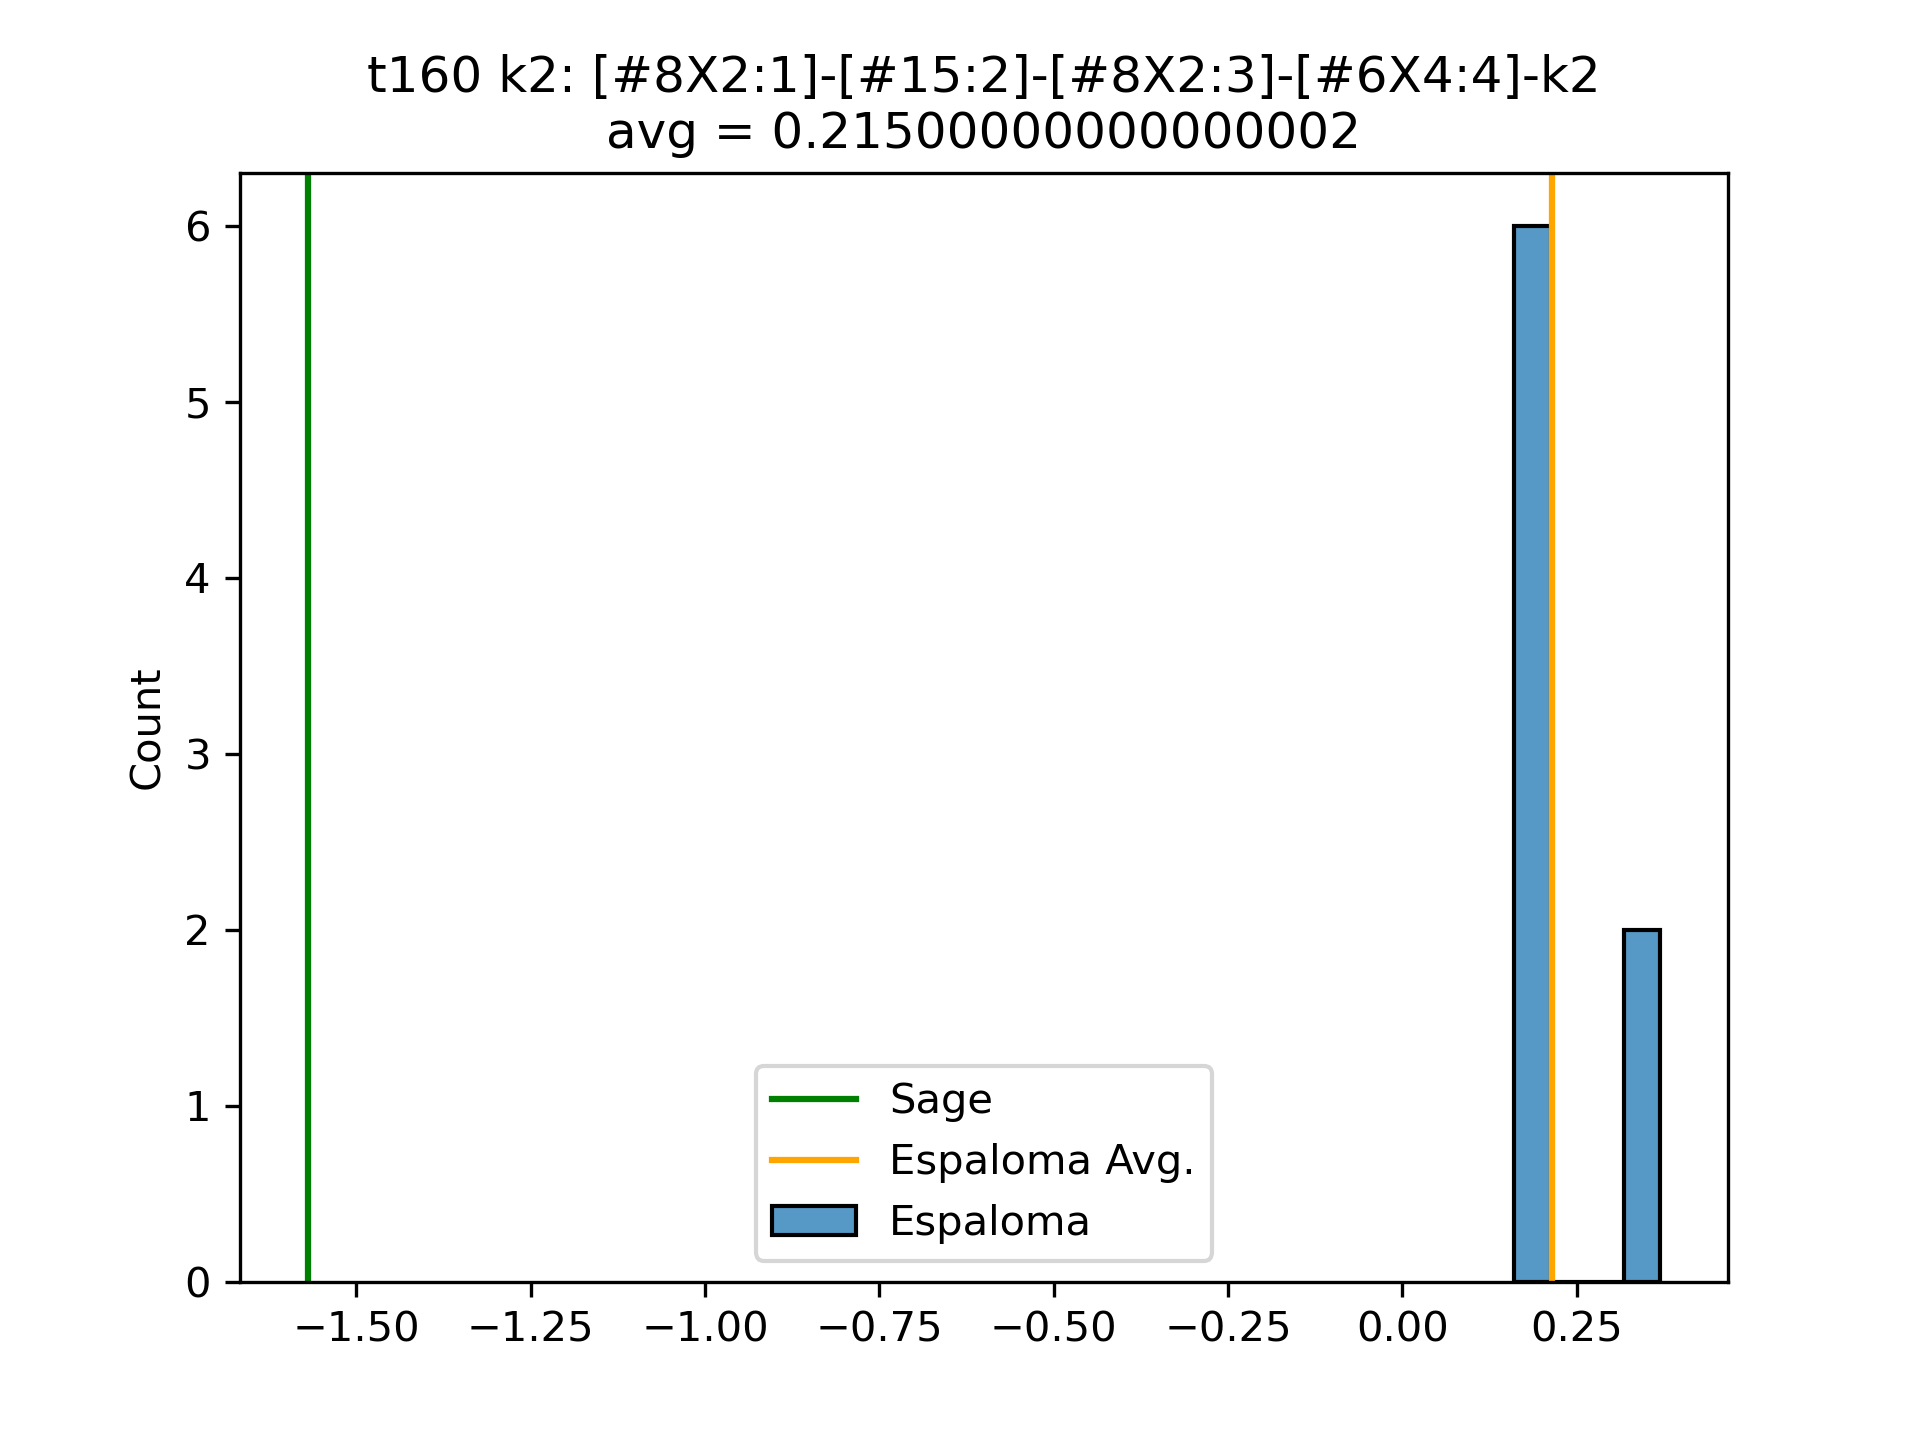 t160 k2: [#8X2:1]-[#15:2]-[#8X2:3]-[#6X4:4]-k2
avg = 0.21500000000000002
6
5
4
3
2
1
0
Count
Sage
Espaloma Avg.
Espaloma
−1.50 −1.25 −1.00 −0.75 −0.50 −0.25 0.00 0.25